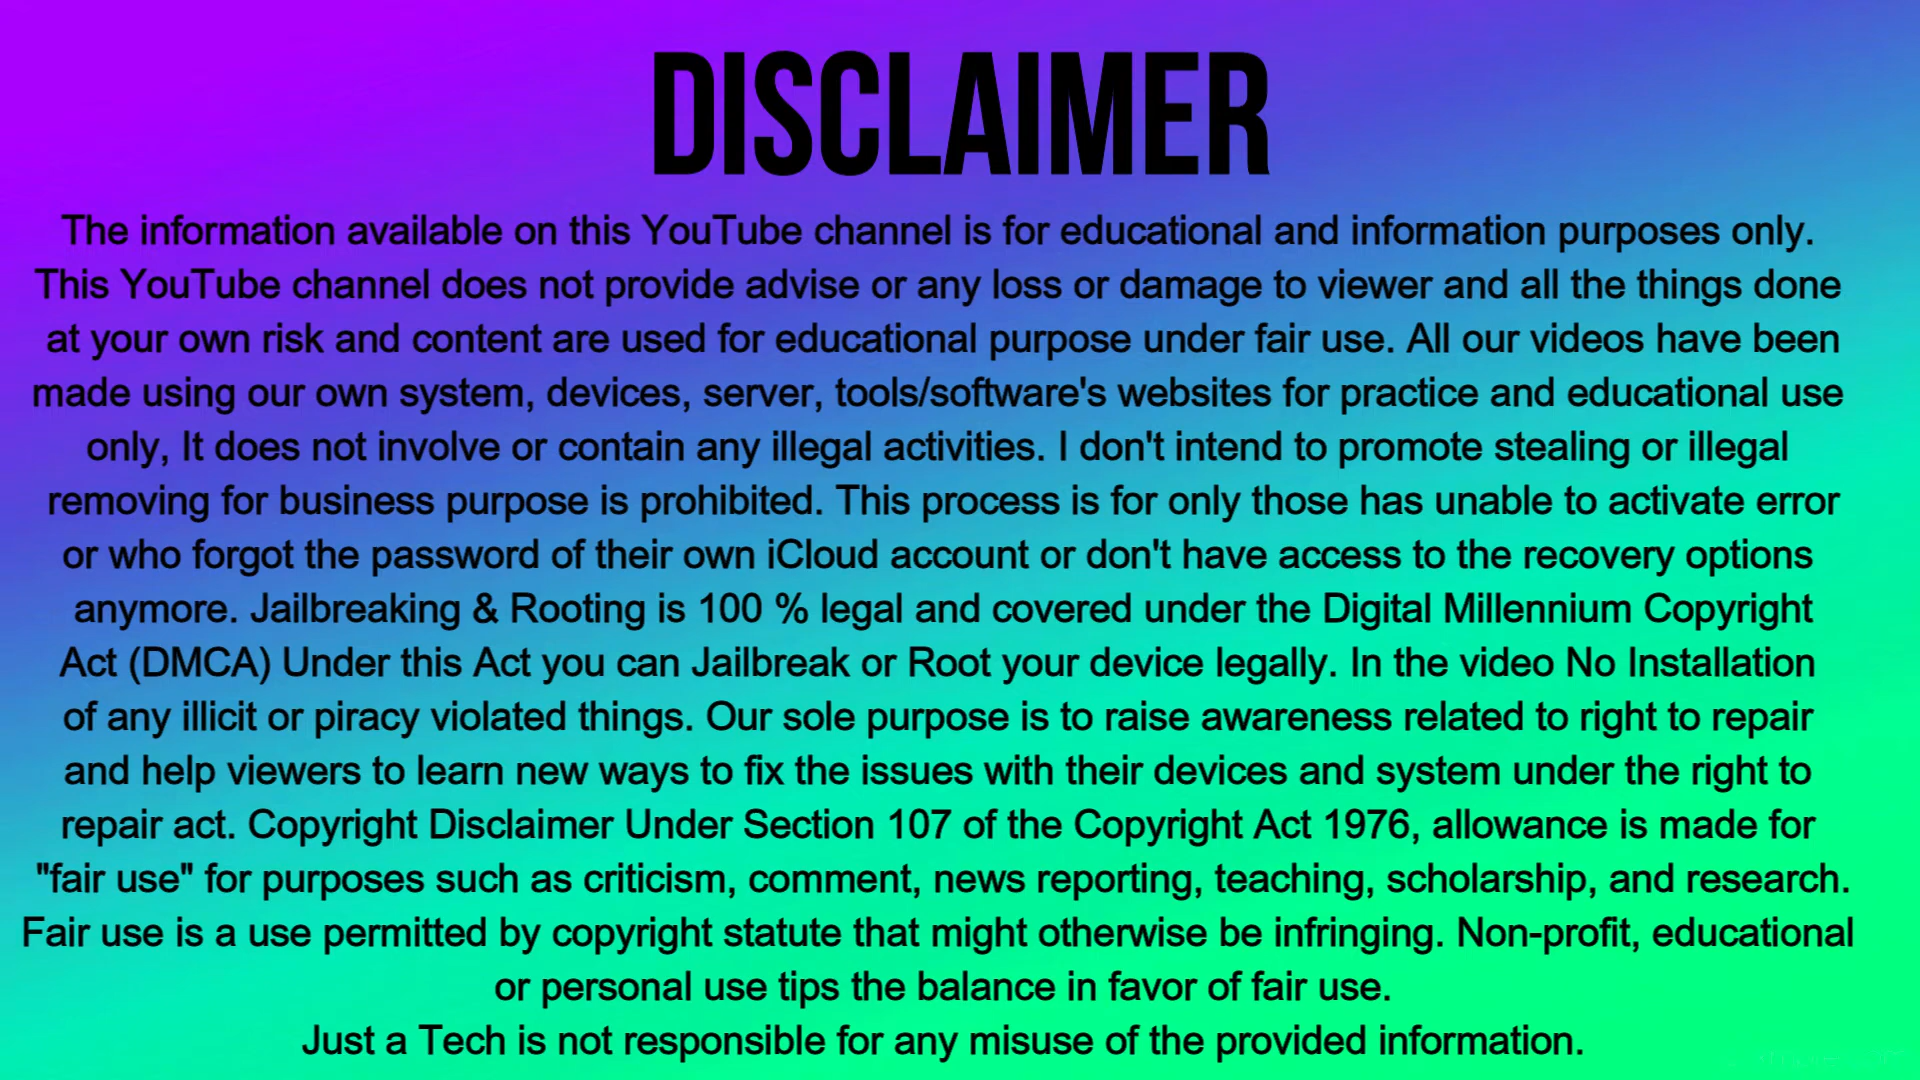 DISCLAIMER
The information available on this YouTube channel is for educational and information purposes only.
This YouTube channel does not provide advise or any loss or damage to viewer and all the things done
at your own risk and content are used for educational purpose under fair use. All our videos have been
made using our own system, devices, server, tools/software's websites for practice and educational use
only, It does not involve or contain any illegal activities. I don't intend to promote stealing or illegal
removing for business purpose is prohibited. This process is for only those has unable to activate error
or who forgot the password of their own iCloud account or don't have access to the recovery options
anymore. Jailbreaking & Rooting is 100 % legal and covered under the Digital Millennium Copyright
Act (DMCA) Under this Act you can Jailbreak or Root your device legally. In the video No Installation
of any illicit or piracy violated things. Our sole purpose is to raise awareness related to right to repair
and help viewers to learn new ways to fix the issues with their devices and system under the right to
repair act. Copyright Disclaimer Under Section 107 of the Copyright Act 1976, allowance is made for
"fair use" for purposes such as criticism, comment, news reporting, teaching, scholarship, and research.
Fair use is a use permitted by copyright statute that might otherwise be infringing. Non-profit, educational
or personal use tips the balance in favor of fair use.
Just a Tech is not responsible for any misuse of the provided information.